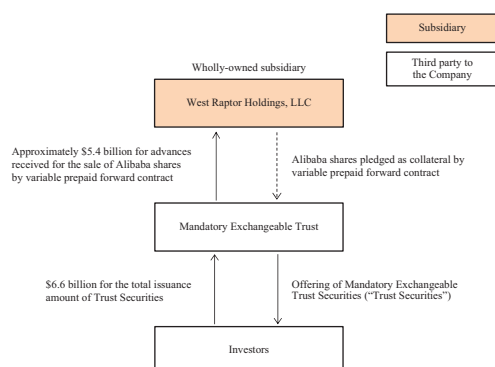 Subsidiary
Third party to
the Company
Wholly-owned subsidiary
West Raptor Holdings, LLC
Approximately $5.4 billion for advances
received for the sale of Alibaba shares
by variable prepaid forward contract
Alibaba shares pledged as collateral by
variable prepaid forward contract
Mandatory Exchangeable Trust
$6.6 billion for the total issuance
amount of Trust Securities
Offering of Mandatory Exchangeable
Trust Securities (“Trust Securities”)
Investors